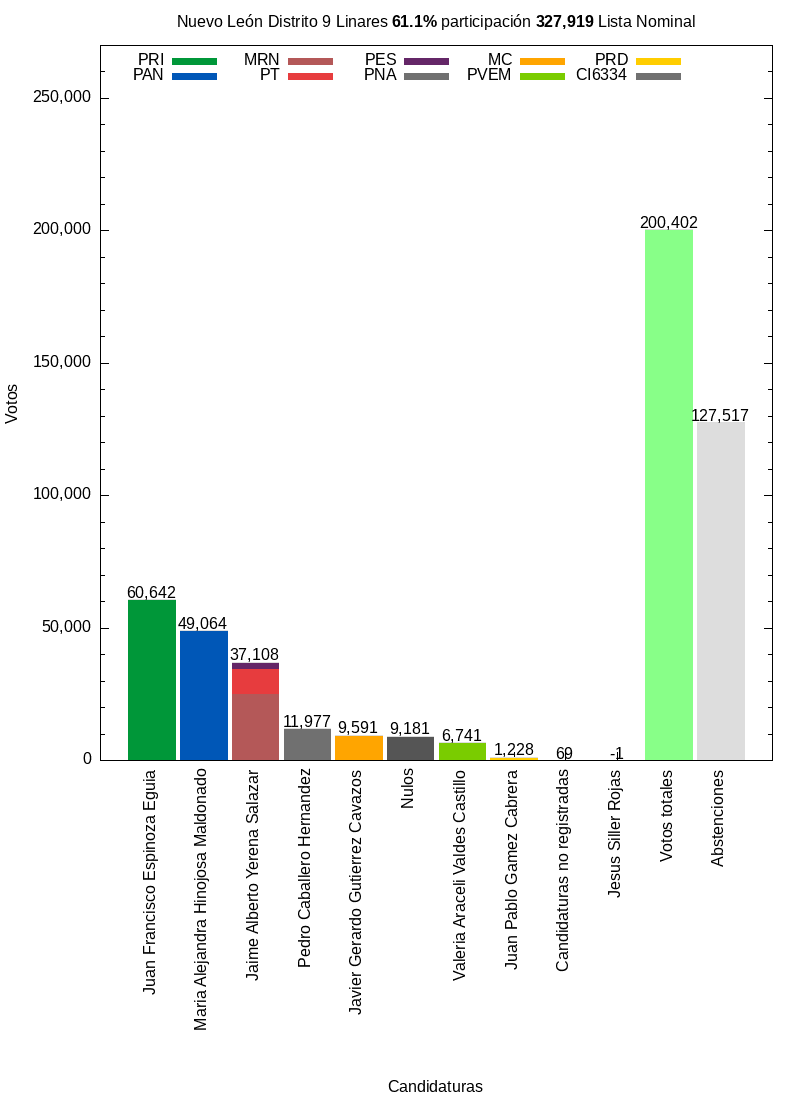 Nuevo León Distrito 9 Linares 61.1% participación 327,919 Lista Nominal
PRI MRN PES MC PRD
PAN PT PNA PVEM CI6334
250,000
200,000
150,000
100,000
50,000
0
Votos
60,642
49,064
37,108
11,977
9,591
9,181
6,741
1,228
69
-1
200,402
127,517
Juan Francisco Espinoza Eguia
Maria Alejandra Hinojosa Maldonado
Jaime Alberto Yerena Salazar
Pedro Caballero Hernandez
Javier Gerardo Gutierrez Cavazos
Nulos
Valeria Araceli Valdes Castillo
Juan Pablo Gamez Cabrera
Candidaturas no registradas
Jesus Siller Rojas
Votos totales
Abstenciones
Candidaturas